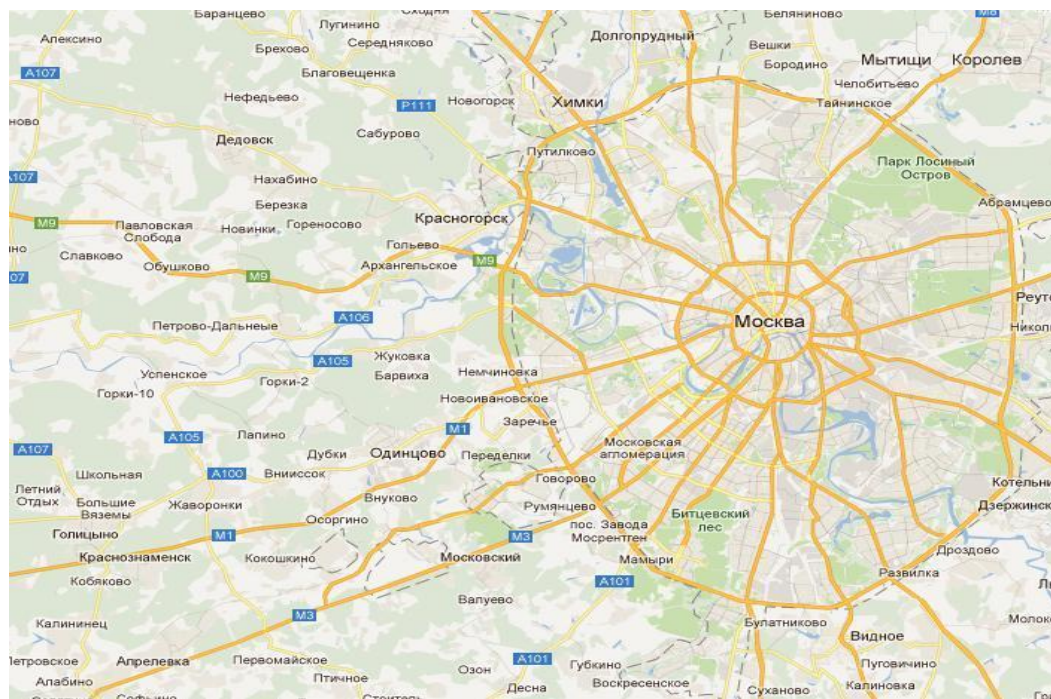 Сходня
Баранцево
Лугинино
Беляниново
M8
Алексино
Середняково
Долгопрудный
Брехово
Вешки
Мытищи
Королев
A107
Благовещенка
Бородино
Челобитьево
Нефедьево
P111
Новогорск
Химки
Тайнинское
Сабурово
Дедовск
Путилково
Парк Лосиный
Остров
A107
Нахабино
Березка
Красногорск
Абрамцево
M9
Павловская
Слобода
Новинки
Гореносово
Гольево
Славково
Обушково
M9
Архангельское
M9
Москва
A106
Петрово-Дальнеые
A105
Жуковка
Барвиха
Немчиновка
Успенское
Горки-10
Горки-2
Новоивановское
Заречье
M1
A105
Лапино
Московская
агломерация
A107
Дубки
Одинцово
Переделки
Школьная
A100
Внииссок
Говорово
Летний
Отдых
Большие
Вяземы
Жаворонки
Внуково
Румянцево
Битцевский
лес
Осоргино
пос. Завода
Мосрентген
Голицыно
M1
M3
Краснознаменск
Кокошкино
Московский
Мамыри
Дроздово
Кобяково
A101
Развилка
Валуево
M3
Калининец
Булатниково
Видное
Апрелевка
Первомайское
Озон
A101
Губкино
Пуговичино
Алабино
Птичное
Десна
Воскресенское
Суханово
Калиновка